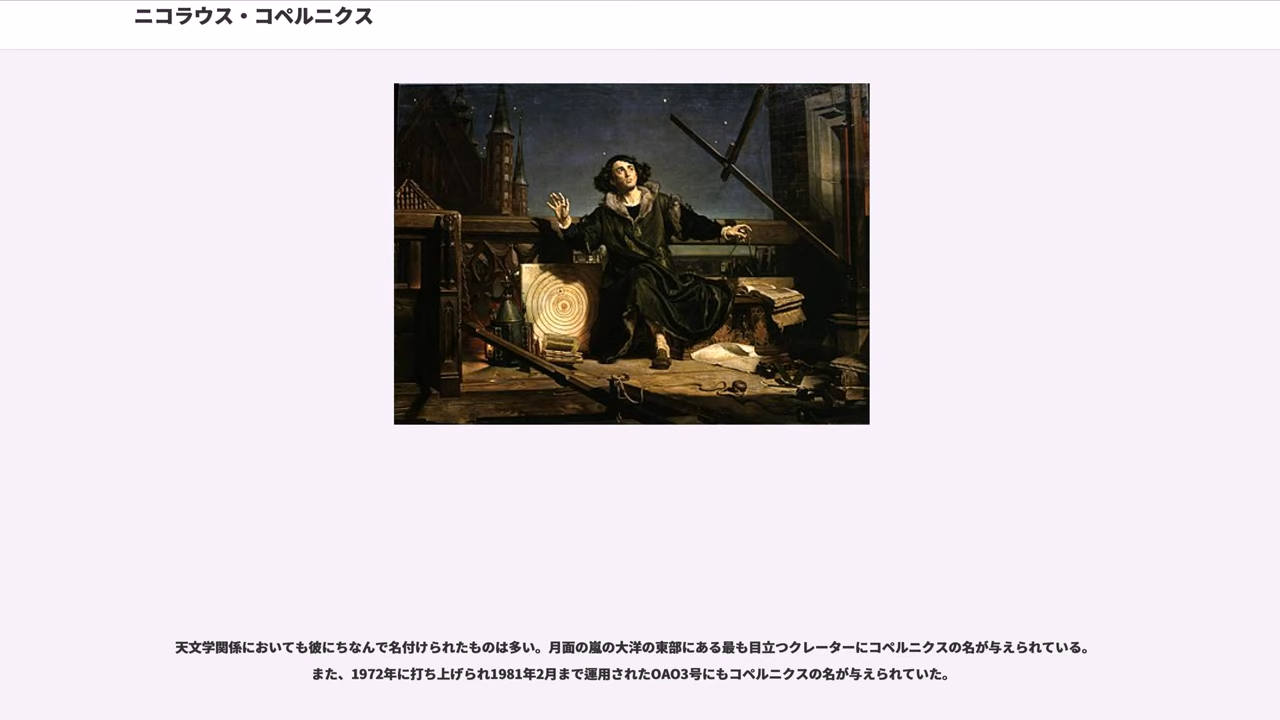 ニコラウス・コペルニクス
天文学関係においても彼にちなんで名付けられたものは多い。月面の嵐の大洋の東部にある最も目立つクレーターにコペルニクスの名が与えられている。
また、1972年に打ち上げられ1981年2月まで運用されたOAO3号にもコペルニクスの名が与えられていた。